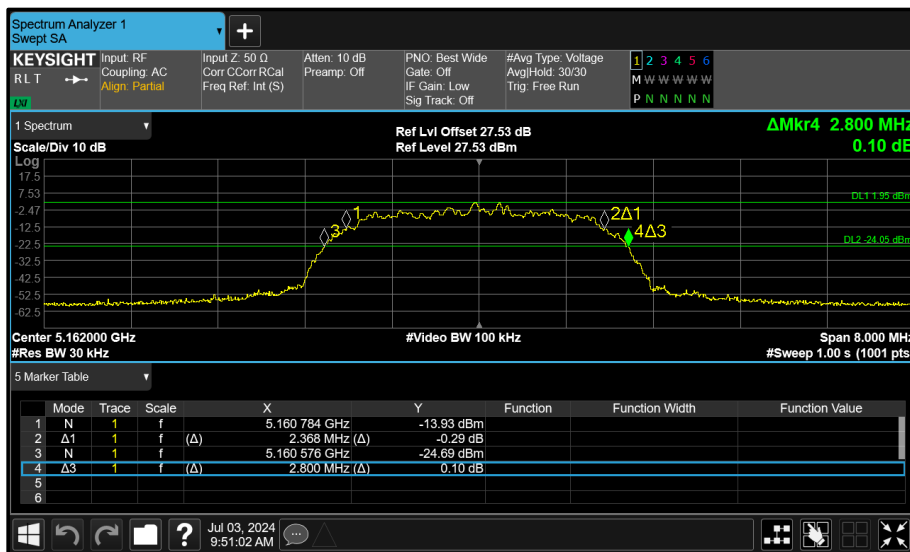 Spectrum Analyzer 1
Swept SA
KEYSIGHT
R L T
LXI
Input: RF
Coupling: AC
Align: Partial
Input Z: 50 Ω
Corr CCorr RCal
Freq Ref: Int (S)
Atten: 10 dB
Preamp: Off
PNO: Best Wide
Gate: Off
IF Gain: Low
Sig Track: Off
#Avg Type: Voltage
Avg|Hold: 30/30
Trig: Free Run
1 2 3 4 5 6
M W W W W W
P N N N N N
1 Spectrum
Scale/Div 10 dB
Ref Lvl Offset 27.53 dB
Ref Level 27.53 dBm
ΔMkr4 2.800 MHz
0.10 dB
Log
17.5
7.53
-2.47
-12.5
-22.5
-32.5
-42.5
-52.5
-62.5
DL1 1.95 dBm
1
2Δ1
3
4Δ3
DL2 -24.05 dBm
Center 5.162000 GHz
#Res BW 30 kHz
#Video BW 100 kHz
Span 8.000 MHz
#Sweep 1.00 s (1001 pts
5 Marker Table
Mode Trace Scale X Y Function Function Width Function Value
1 N 1 f 5.160 784 GHz -13.93 dBm
2 Δ1 1 f (Δ) 2.368 MHz (Δ) -0.29 dB
3 N 1 f 5.160 576 GHz -24.69 dBm
4 Δ3 1 f (Δ) 2.800 MHz (Δ) 0.10 dB
5
6
?
Jul 03, 2024
9:51:02 AM